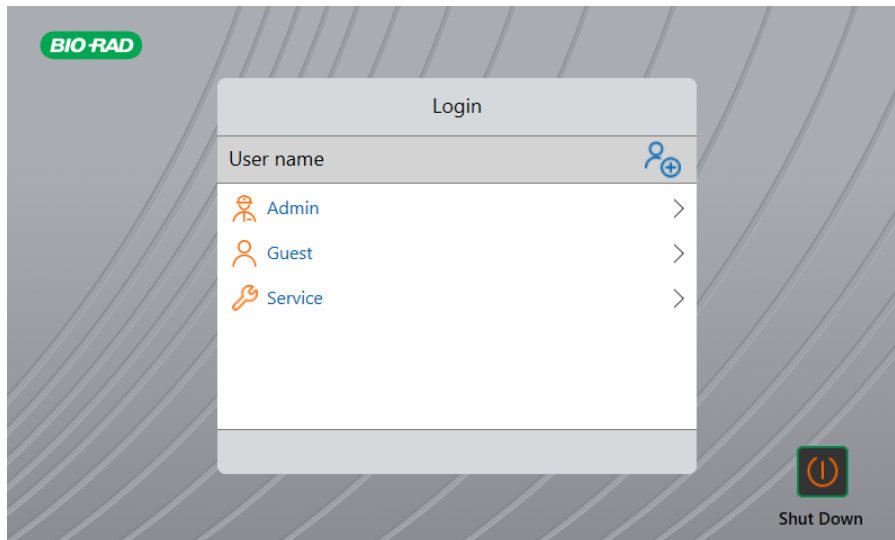 BIO-RAD
Login
User name
Admin
Guest
Service
Shut Down